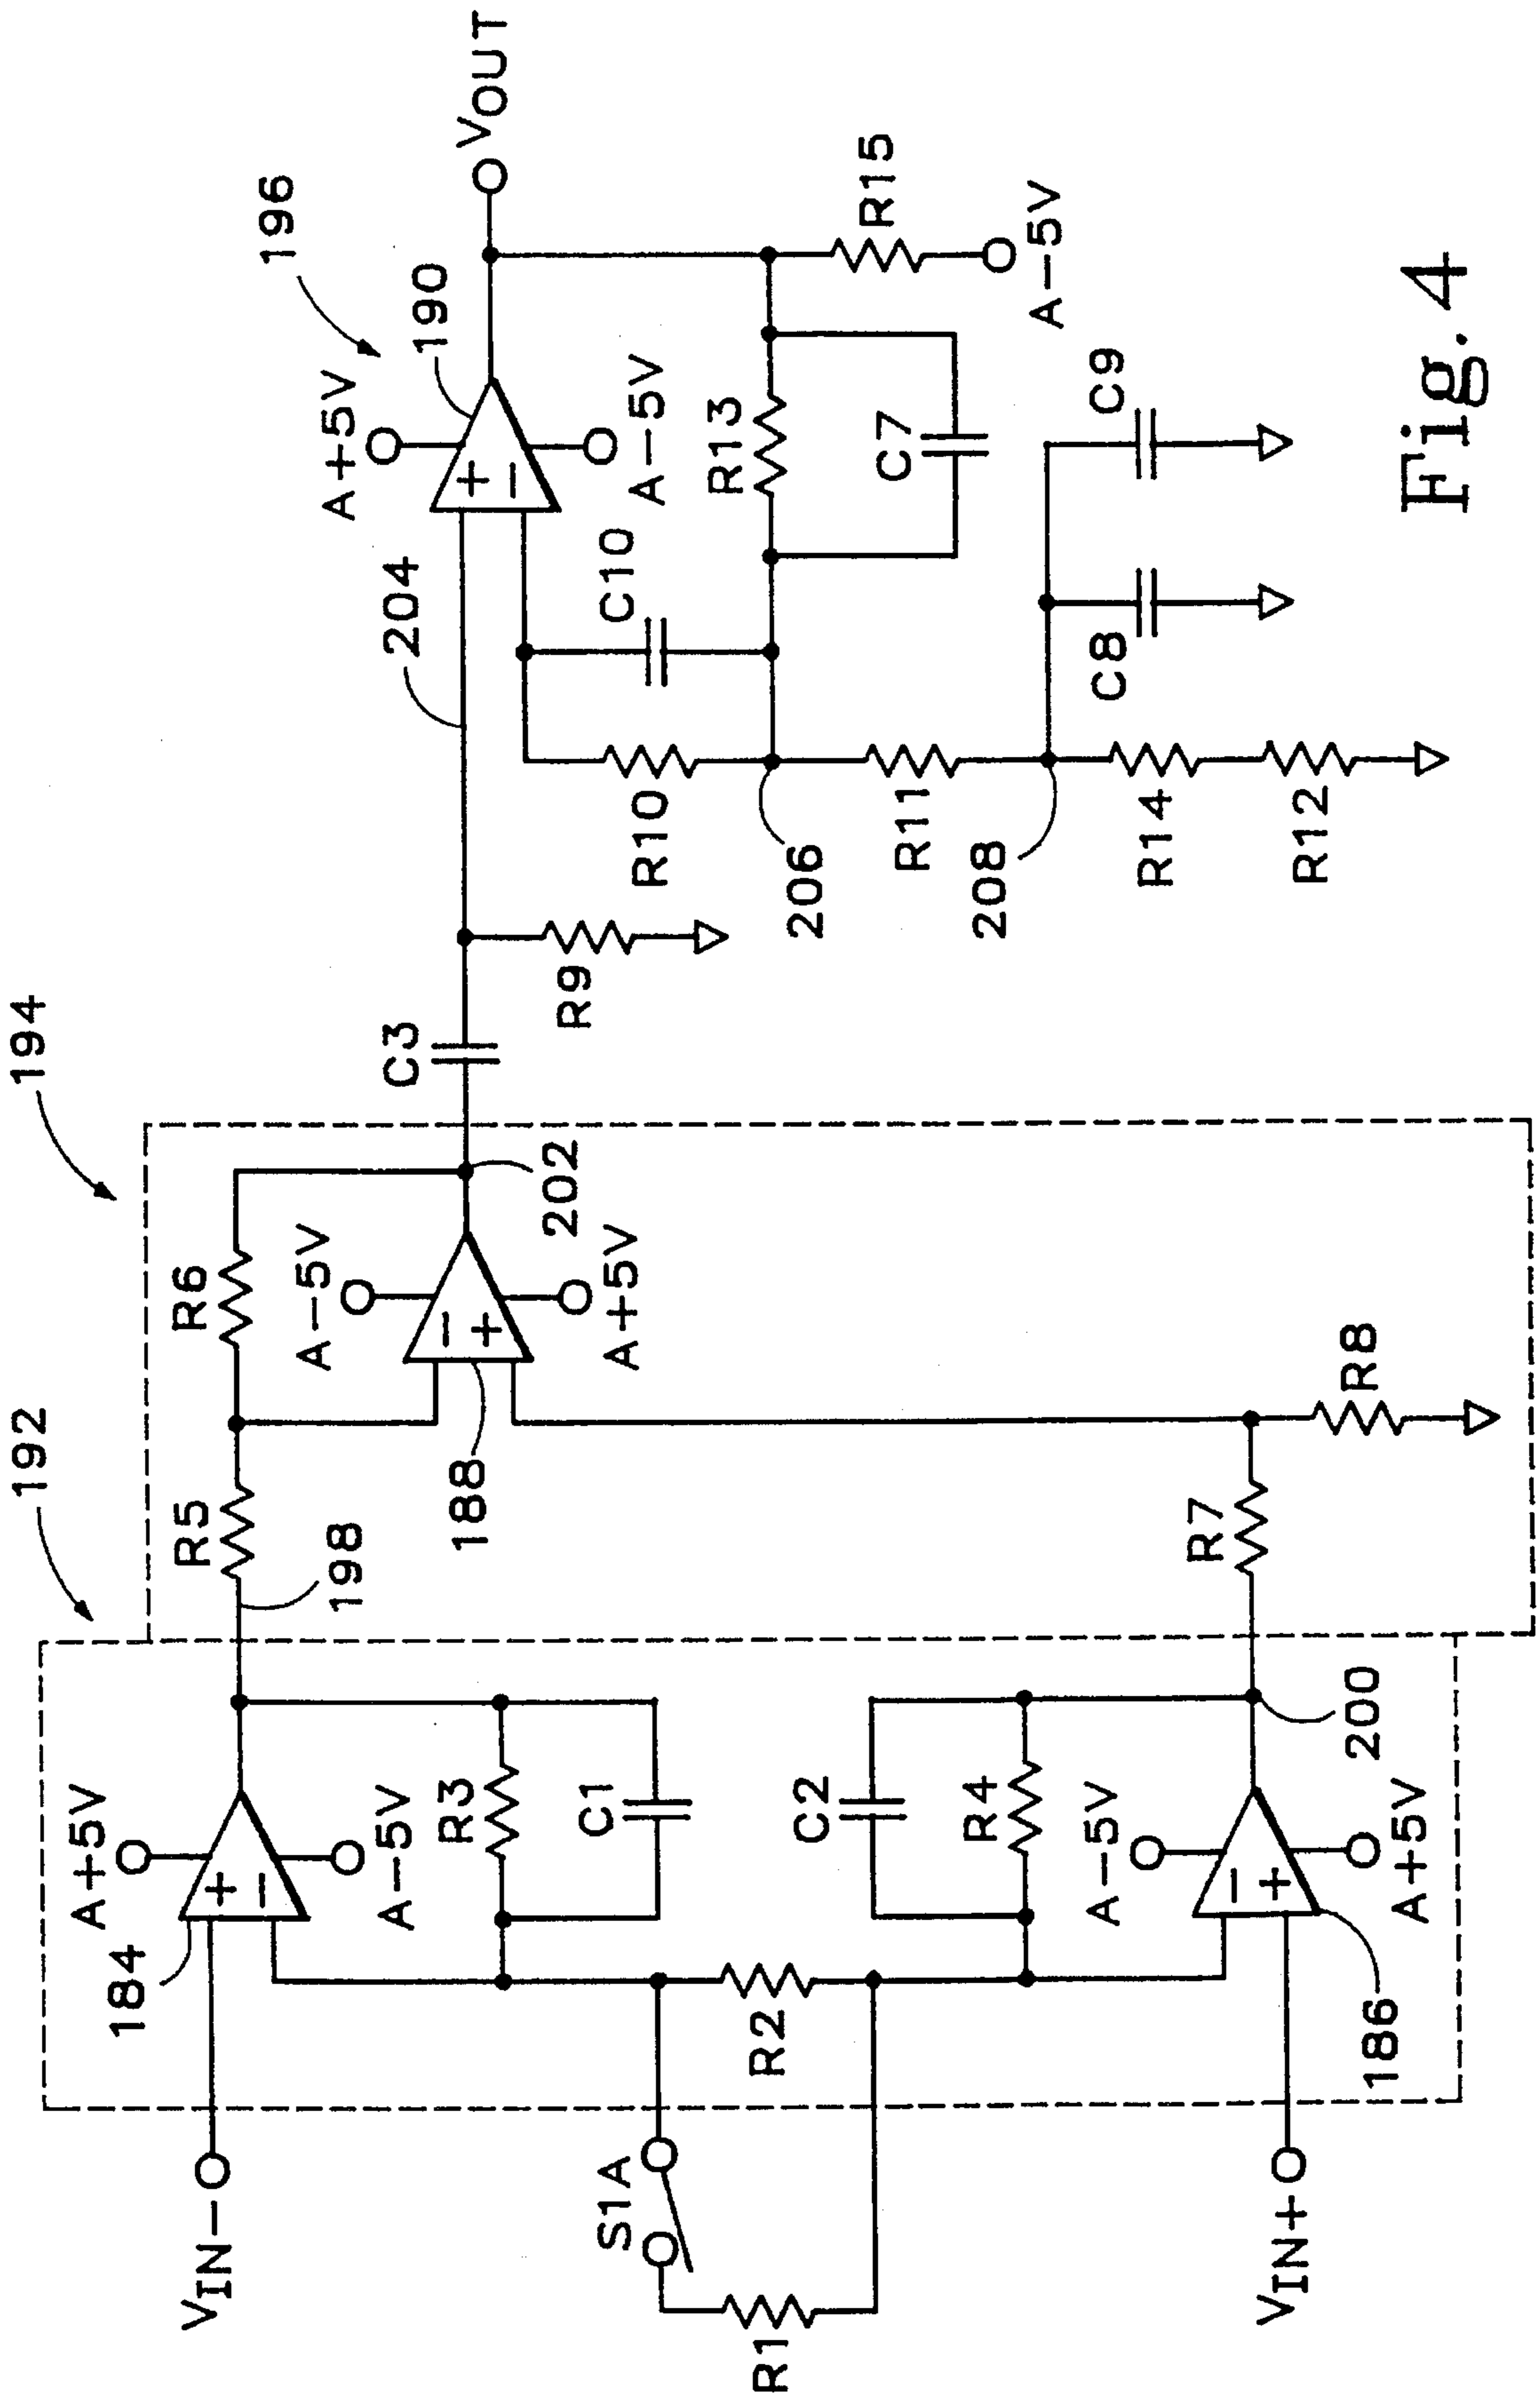 192
194
196
VIN−
VIN+
S1A
R1
R2
184
A+5V
A−5V
R3
C1
C2
R4
A−5V
A+5V
186
198
200
R5
R6
188
A−5V
A+5V
202
R7
R8
C3
R9
204
R10
C10
206
R11
208
R14
R12
C8
C9
190
A+5V
A−5V
R13
C7
R15
A−5V
VOUT
Fig. 4